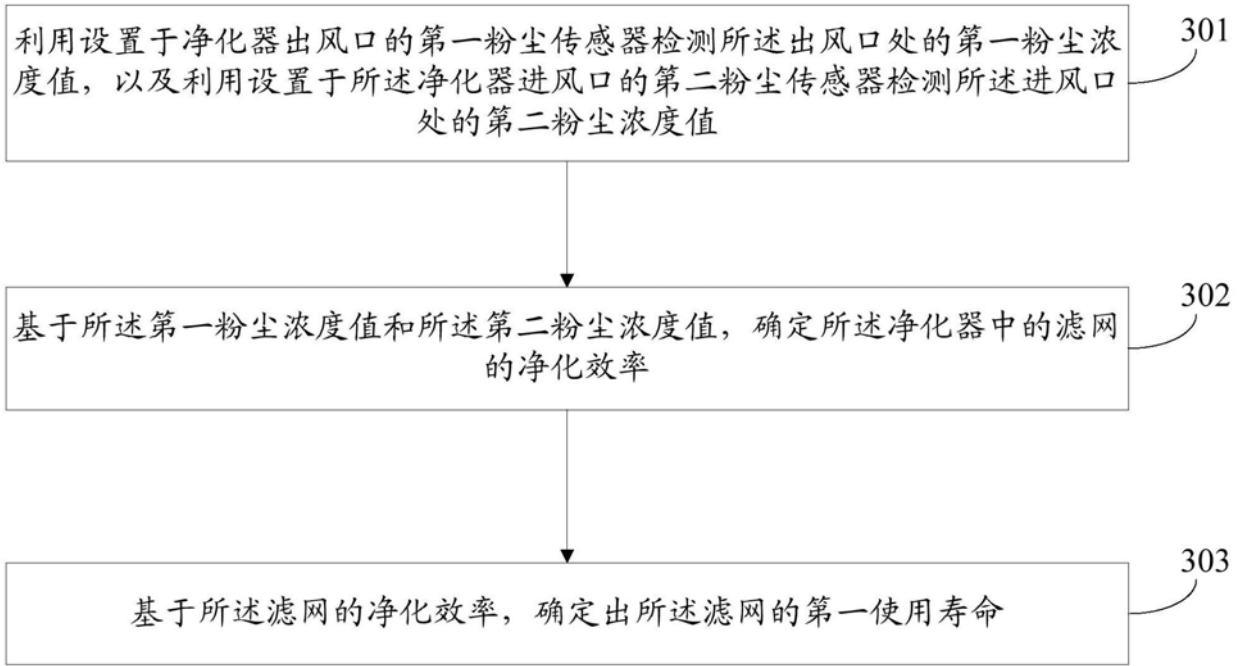 利用设置于净化器出风口的第一粉尘传感器检测所述出风口处的第一粉尘浓
度值，以及利用设置于所述净化器进风口的第二粉尘传感器检测所述进风口
处的第二粉尘浓度值
301
基于所述第一粉尘浓度值和所述第二粉尘浓度值，确定所述净化器中的滤网
的净化效率
302
基于所述滤网的净化效率，确定出所述滤网的第一使用寿命
303